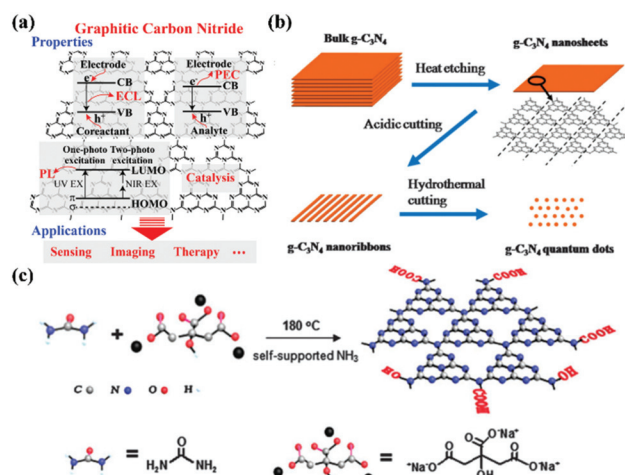 (a)
Graphitic Carbon Nitride
Properties
Electrode
e⁻
CB
ECL
VB
h⁺
Coreactant
Electrode
PEC
e⁻
CB
VB
h⁺
Analyte
One-photo excitation
Two-photo excitation
LUMO
PL
UV EX
NIR EX
Catalysis
π
σ
HOMO
Applications
Sensing Imaging Therapy ...
(b)
Bulk g-C3N4
g-C3N4 nanosheets
Heat etching
Acidic cutting
Hydrothermal
cutting
g-C3N4 nanoribbons
g-C3N4 quantum dots
(c)
+
180 °C
self-supported NH3
HOOC
COOH
COOH
COOH
HO
OH
COOH
C N O H
=
O
H2N NH2
=
O O⁻Na⁺ O
⁺Na⁻O O⁻Na⁺
OH